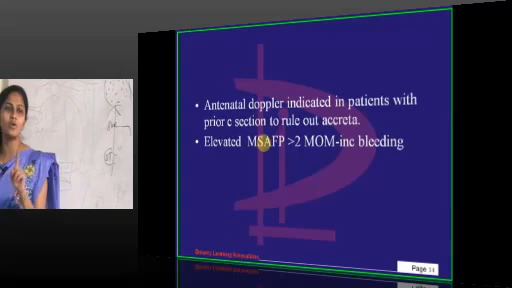 • Antenatal doppler indicated in patients with
prior c section to rule out accreta.
• Elevated MSAFP >2 MOM-inc bleeding
Page 14